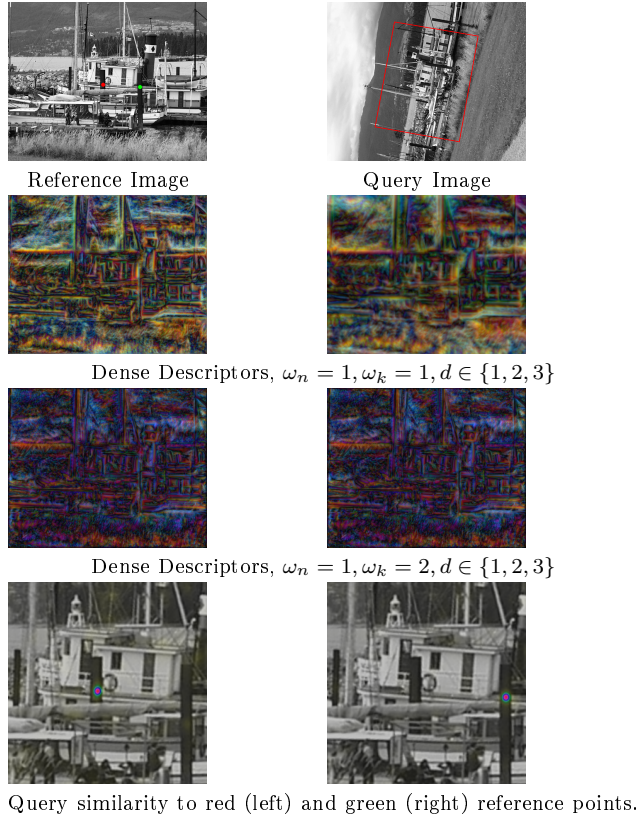 Reference Image
Query Image
Dense Descriptors, ωₙ = 1, ωₖ = 1, d ∈ {1, 2, 3}
Dense Descriptors, ωₙ = 1, ωₖ = 2, d ∈ {1, 2, 3}
Query similarity to red (left) and green (right) reference points.